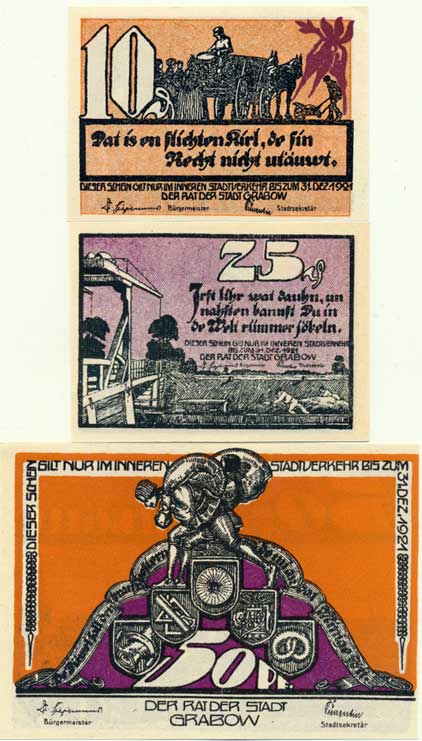 10 ₰
Dat is en slichten Kirl, de sin
Recht nicht utäuwt.
DIESER SCHEIN GILT NUR IM INNEREN STADTVERKEHR BIS ZUM 31. DEZ. 1921
DER RAT DER STADT GRABOW
Bürgermeister Stadtsekretär
25 ₰
Irst Uhr wat dauhn, un
nahsten kannst Du in
de Welt rümmer jökeln.
DIESER SCHEIN GILT NUR IM INNEREN STADTVERKEHR
BIS ZUM 31. DEZ. 1921
DER RAT DER STADT GRABOW
DIESER SCHEIN GILT NUR IM INNEREN STADTVERKEHR BIS ZUM 31. DEZ. 1921
50 Pf.
DER RAT DER STADT
GRABOW
Bürgermeister Stadtsekretär